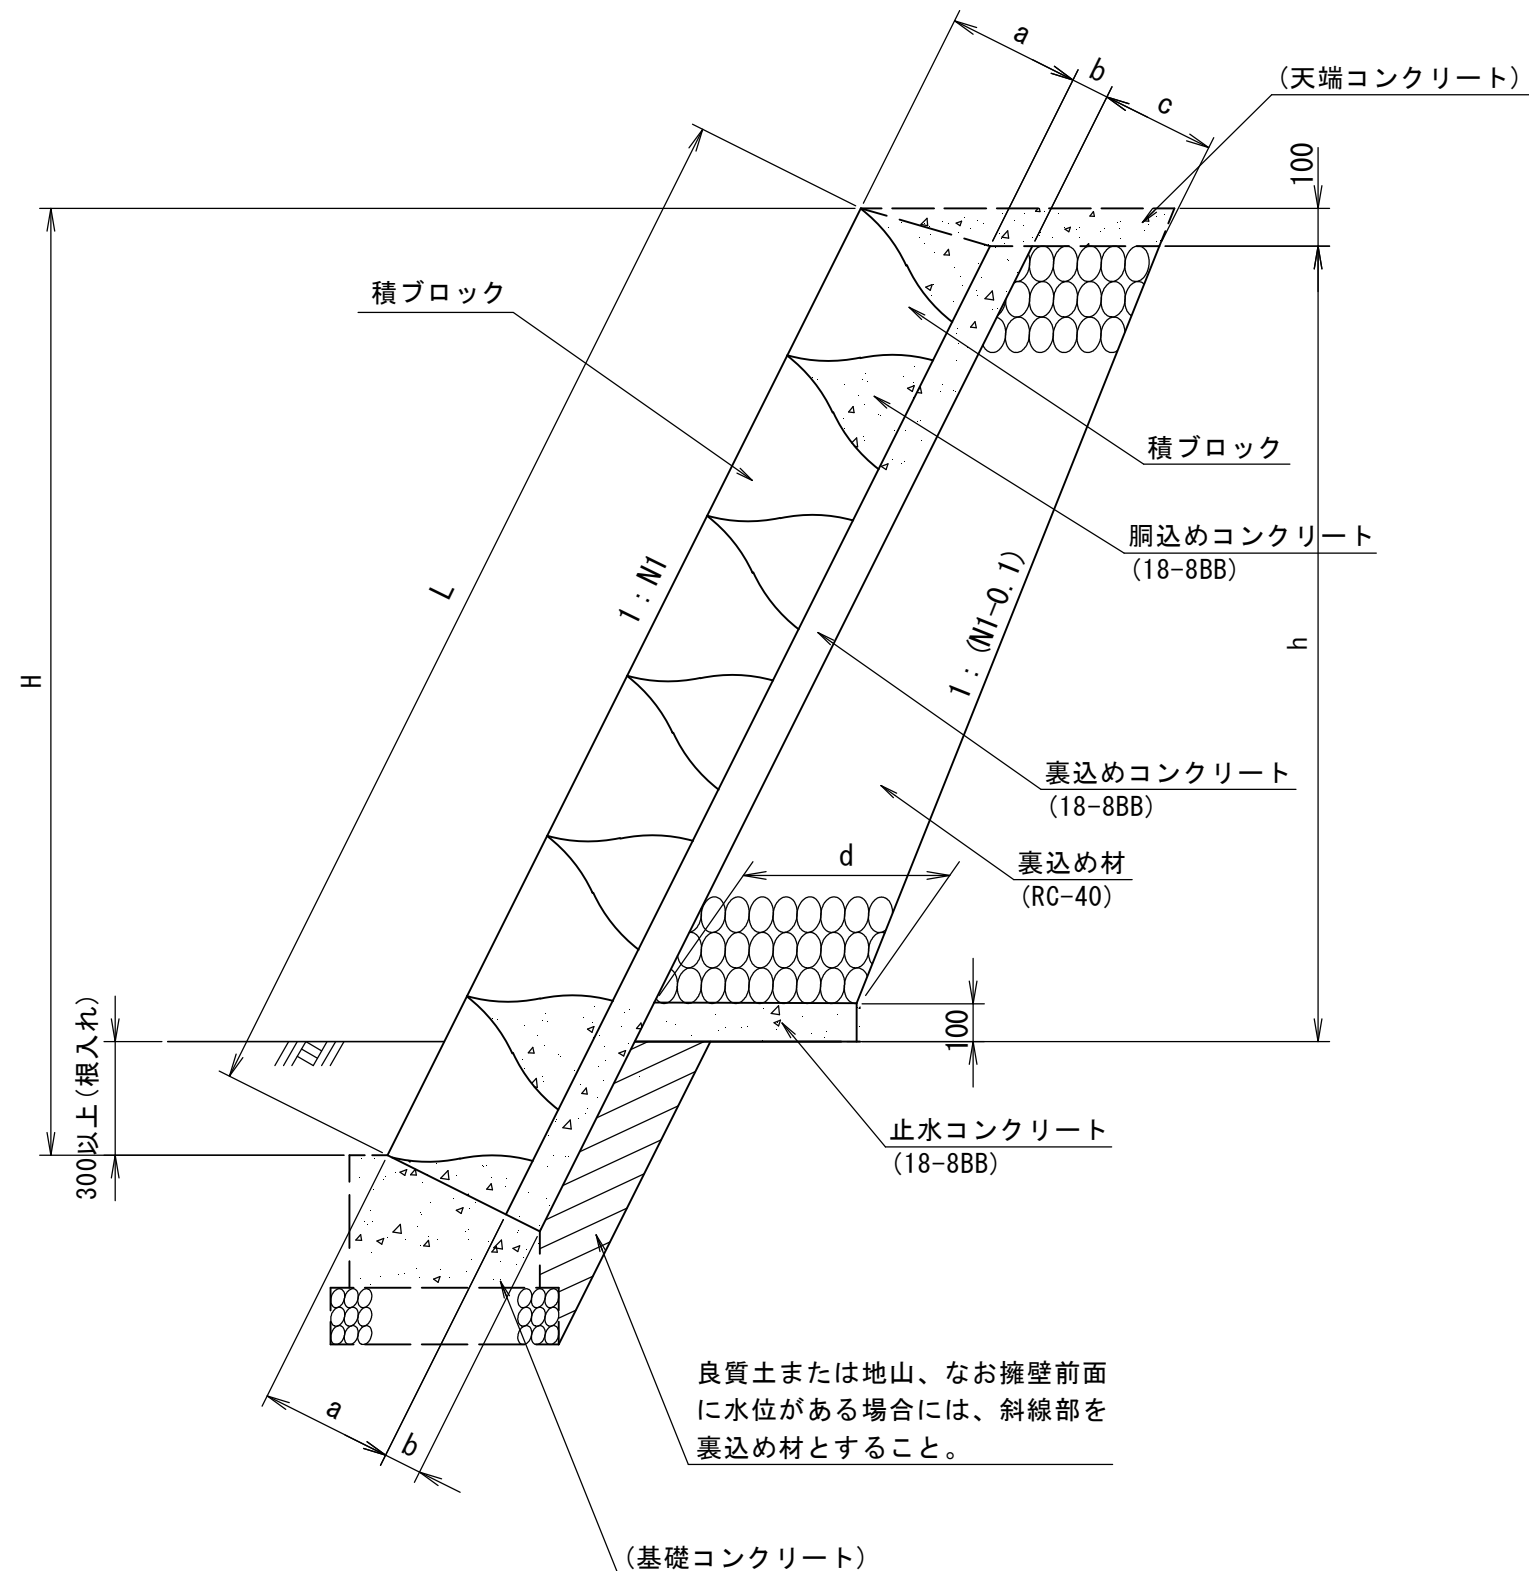 a
b
c
(天端コンクリート)
100
積ブロック
積ブロック
胴込めコンクリート
(18-8BB)
L
1:N1
1:(N1-0.1)
H
h
裏込めコンクリート
(18-8BB)
d
裏込め材
(RC-40)
100
300以上(根入れ)
止水コンクリート
(18-8BB)
良質土または地山、なお擁壁前面
に水位がある場合には、斜線部を
裏込め材とすること。
a
b
(基礎コンクリート)